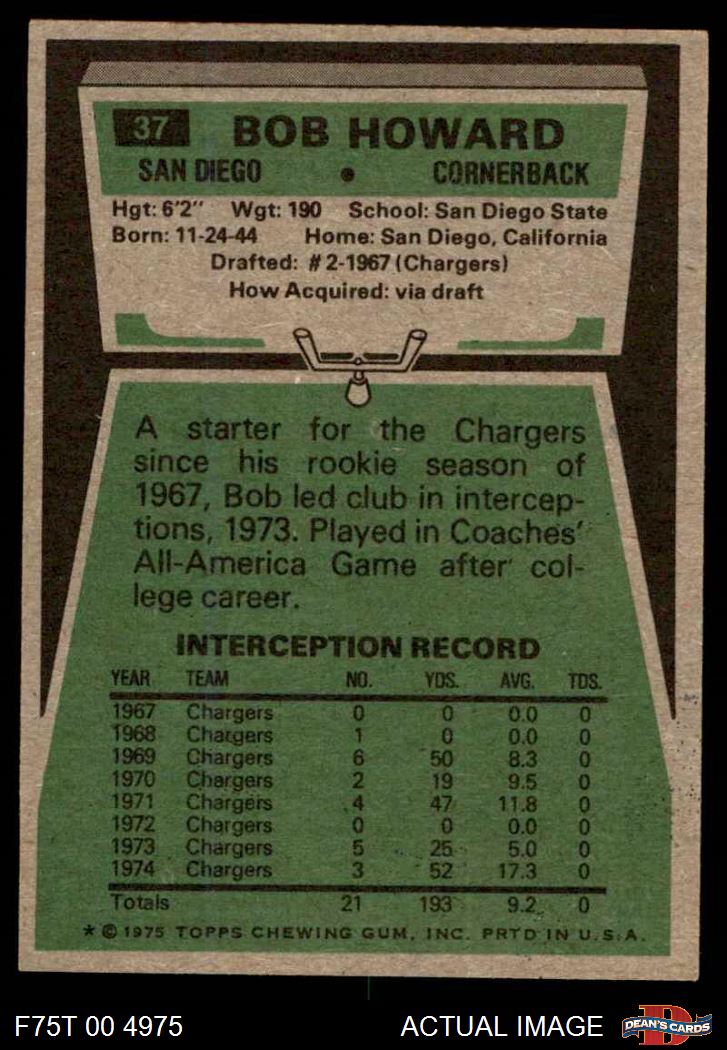 37 BOB HOWARD
SAN DIEGO • CORNERBACK
Hgt: 6'2" Wgt: 190 School: San Diego State
Born: 11-24-44 Home: San Diego, California
Drafted: #2-1967 (Chargers)
How Acquired: via draft
A starter for the Chargers
since his rookie season of
1967, Bob led club in intercep-
tions, 1973. Played in Coaches'
All-America Game after col-
lege career.
INTERCEPTION RECORD
YEAR TEAM NO. YDS. AVG. TDS.
1967 Chargers 0 0 0.0 0
1968 Chargers 1 0 0.0 0
1969 Chargers 6 50 8.3 0
1970 Chargers 2 19 9.5 0
1971 Chargers 4 47 11.8 0
1972 Chargers 0 0 0.0 0
1973 Chargers 5 25 5.0 0
1974 Chargers 3 52 17.3 0
Totals 21 193 9.2 0
* © 1975 TOPPS CHEWING GUM, INC. PRTD IN U.S.A.
F75T 00 4975 ACTUAL IMAGE
D DEAN'S CARDS